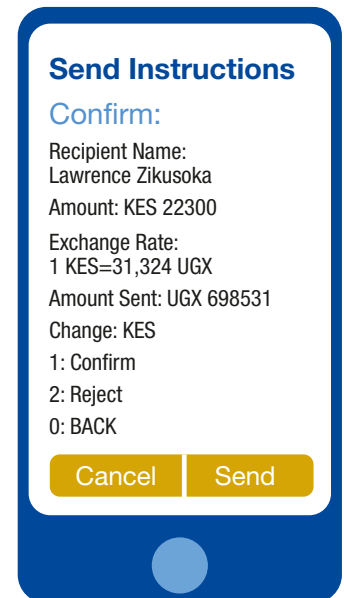 Send Instructions
Confirm:
Recipient Name:
Lawrence Zikusoka
Amount: KES 22300
Exchange Rate:
1 KES=31,324 UGX
Amount Sent: UGX 698531
Change: KES
1: Confirm
2: Reject
0: BACK
Cancel Send